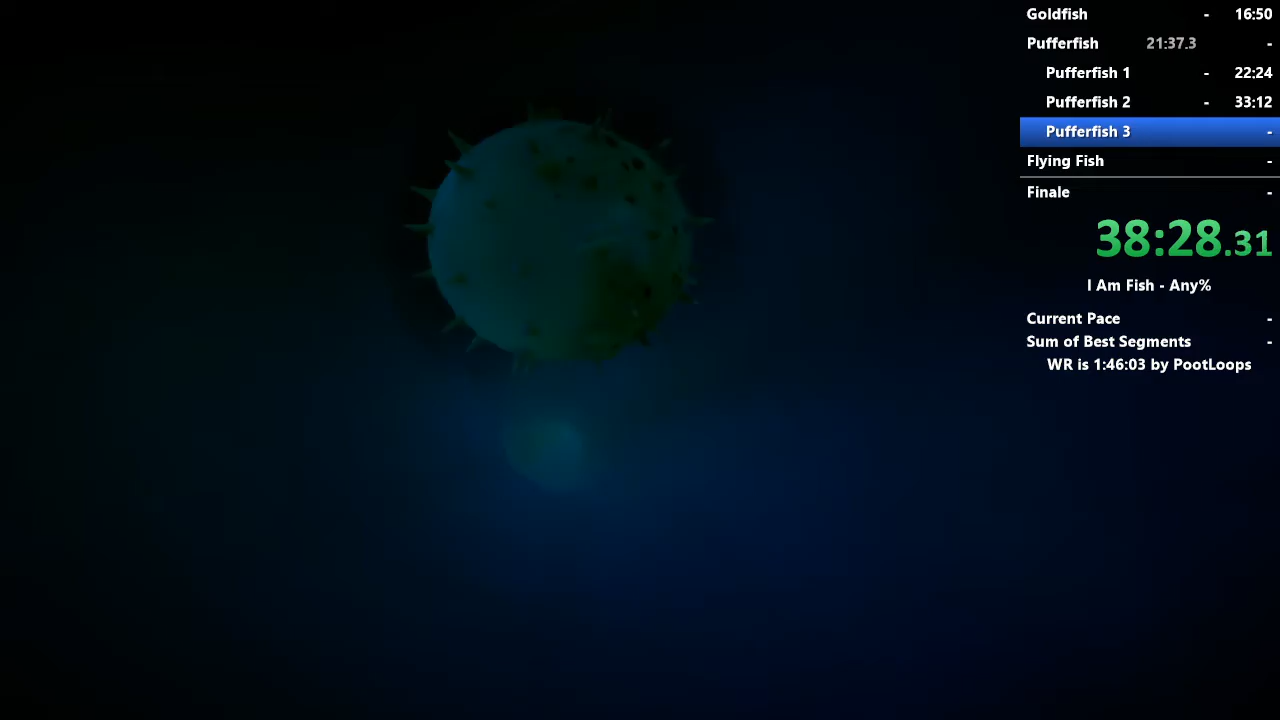 Goldfish - 16:50
Pufferfish 21:37.3 -
Pufferfish 1 - 22:24
Pufferfish 2 - 33:12
Pufferfish 3 -
Flying Fish -
Finale -
38:28.31
I Am Fish - Any%
Current Pace -
Sum of Best Segments -
WR is 1:46:03 by PootLoops